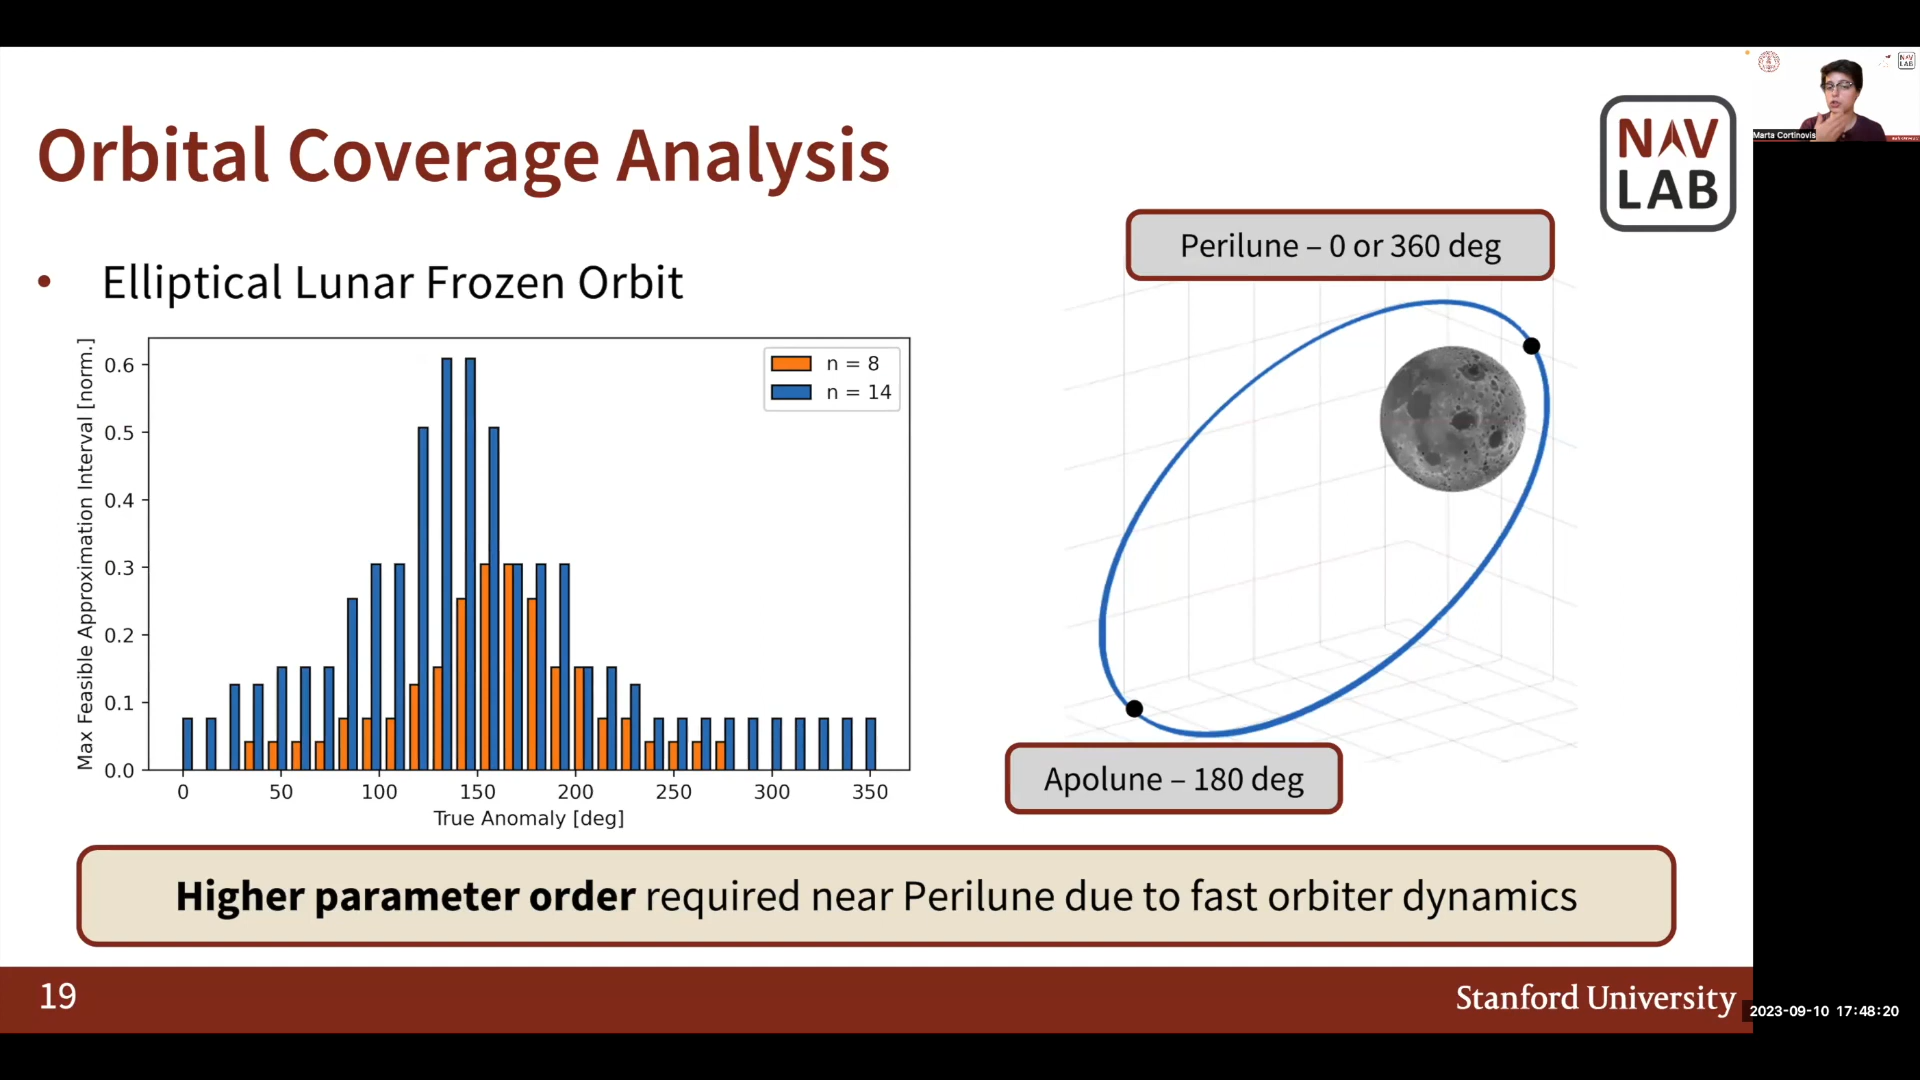 Orbital Coverage Analysis
NAV
LAB
Marta Cortinovis
• Elliptical Lunar Frozen Orbit
Perilune – 0 or 360 deg
Max Feasible Approximation Interval [norm.]
0.6
0.5
0.4
0.3
0.2
0.1
0.0
n = 8
n = 14
0 50 100 150 200 250 300 350
True Anomaly [deg]
Apolune – 180 deg
Higher parameter order required near Perilune due to fast orbiter dynamics
19
Stanford University
2023-09-10 17:48:20